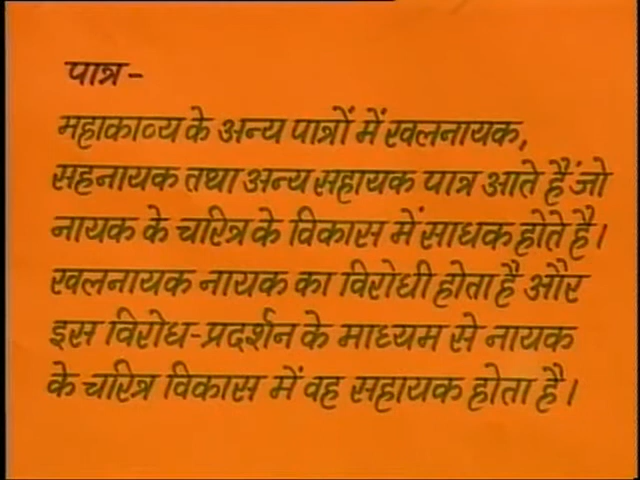 पात्र-
महाकाव्य के अन्य पात्रों में खलनायक,
सहनायक तथा अन्य सहायक पात्र आते हैं जो
नायक के चरित्र के विकास में साधक होते है।
खलनायक नायक का विरोधी होता है और
इस विरोध-प्रदर्शन के माध्यम से नायक
के चरित्र विकास में वह सहायक होता है।